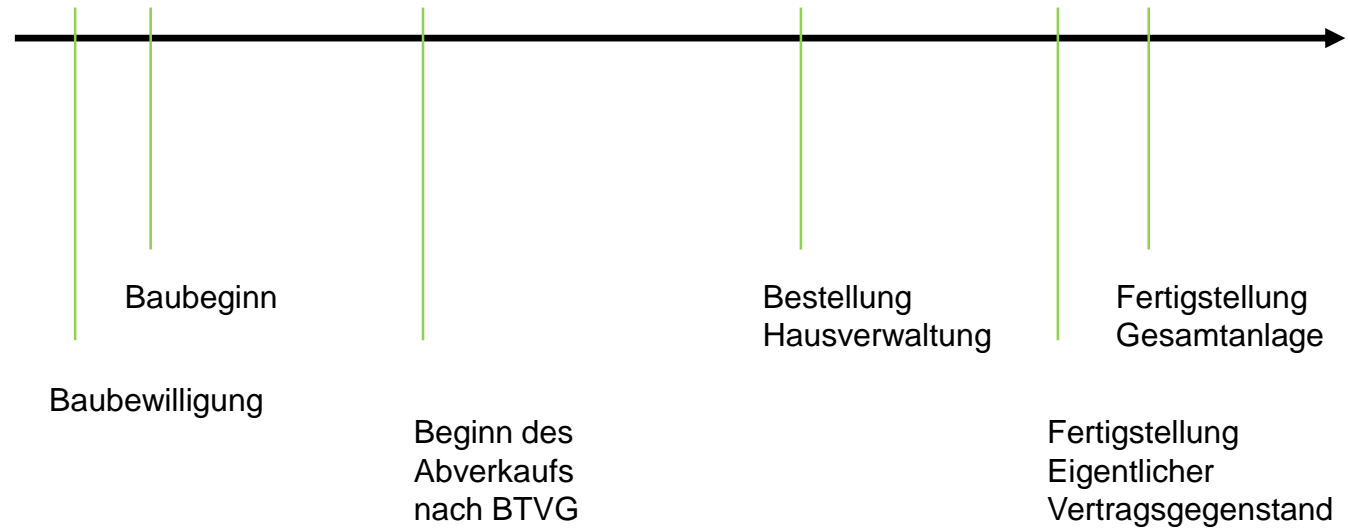 Baubewilligung
Baubeginn
Beginn des
Abverkaufs
nach BTVG
Bestellung
Hausverwaltung
Fertigstellung
Eigentlicher
Vertragsgegenstand
Fertigstellung
Gesamtanlage